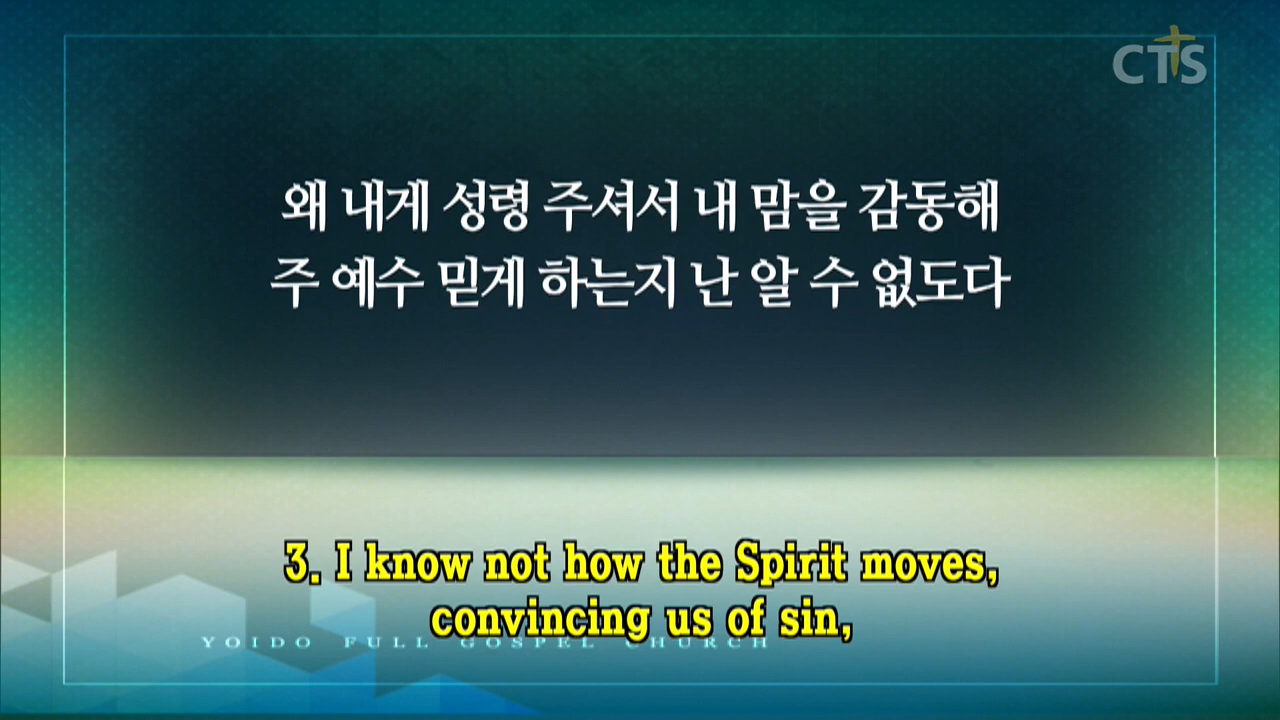 CTS
왜 내게 성령 주셔서 내 맘을 감동해
주 예수 믿게 하는지 난 알 수 없도다
3. I know not how the Spirit moves,
convincing us of sin,
YOIDO FULL GOSPEL CHURCH